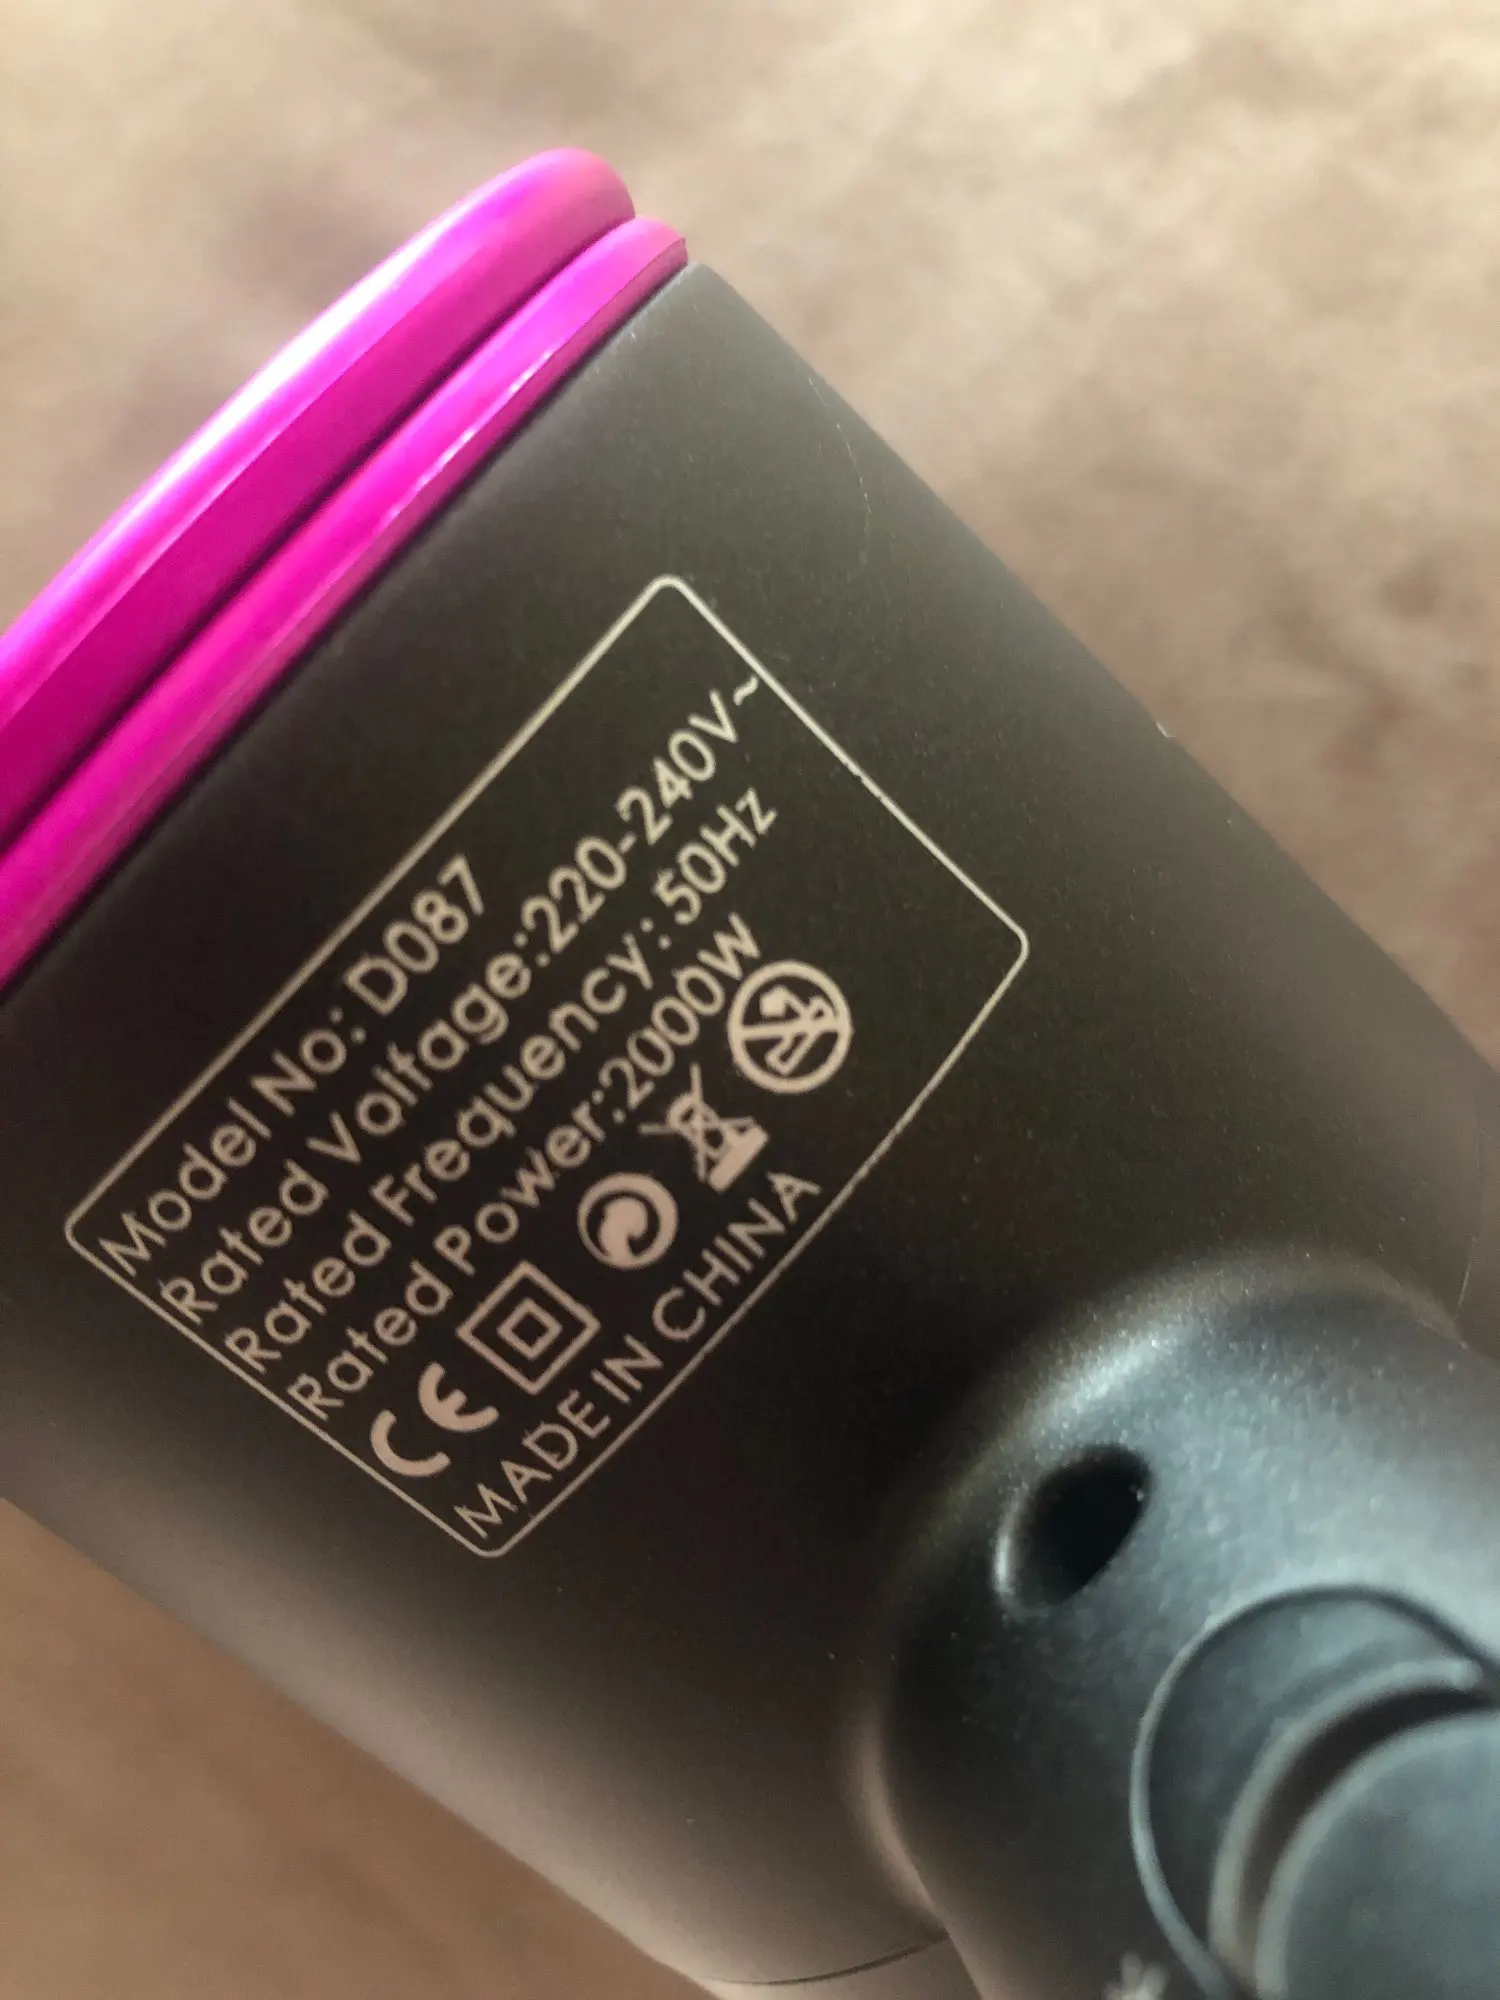 Model No: D087
Rated Voltage:220-240V~
Rated Frequency: 50Hz
Rated Power:2000W
CE
MADE IN CHINA